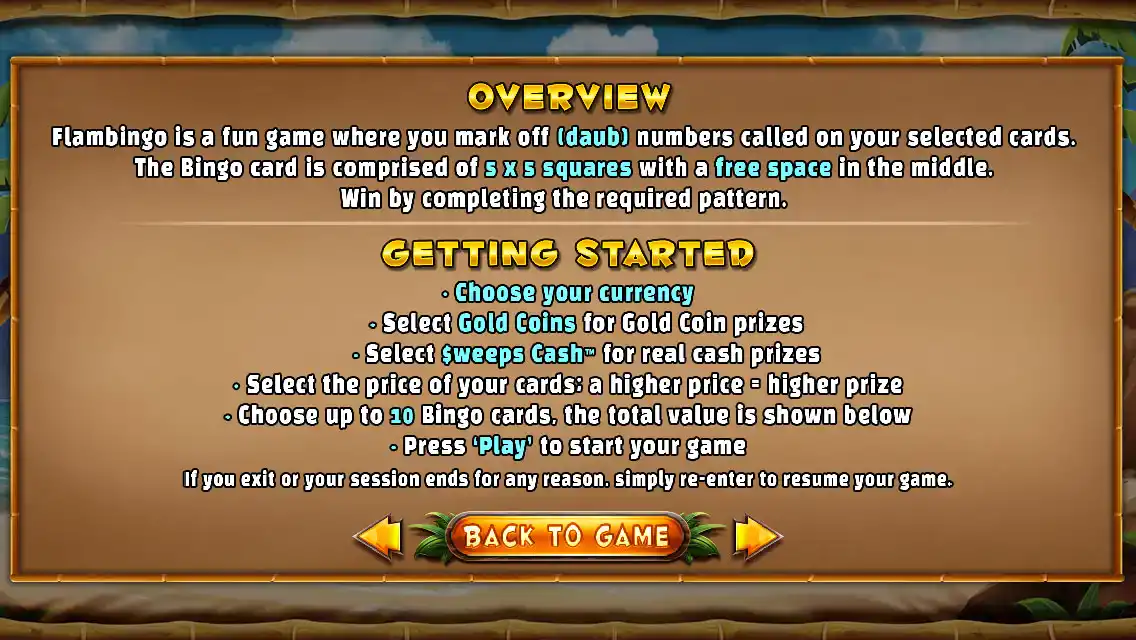 OVERVIEW
Flambingo is a fun game where you mark off (daub) numbers called on your selected cards.
The Bingo card is comprised of 5 x 5 squares with a free space in the middle.
Win by completing the required pattern.
GETTING STARTED
• Choose your currency
• Select Gold Coins for Gold Coin prizes
• Select $weeps Cash™ for real cash prizes
• Select the price of your cards; a higher price = higher prize
• Choose up to 10 Bingo cards, the total value is shown below
• Press ‘Play’ to start your game
If you exit or your session ends for any reason, simply re-enter to resume your game.
BACK TO GAME